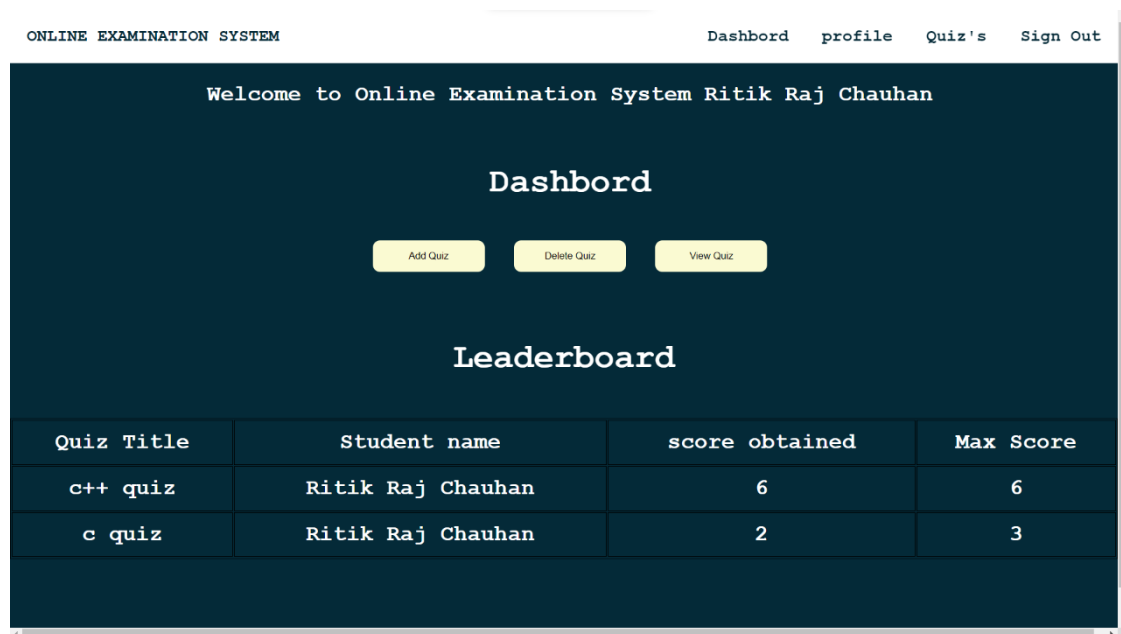 ONLINE EXAMINATION SYSTEM Dashbord profile Quiz's Sign Out
Welcome to Online Examination System Ritik Raj Chauhan
Dashbord
Add Quiz Delete Quiz View Quiz
Leaderboard
Quiz Title Student name score obtained Max Score
c++ quiz Ritik Raj Chauhan 6 6
c quiz Ritik Raj Chauhan 2 3